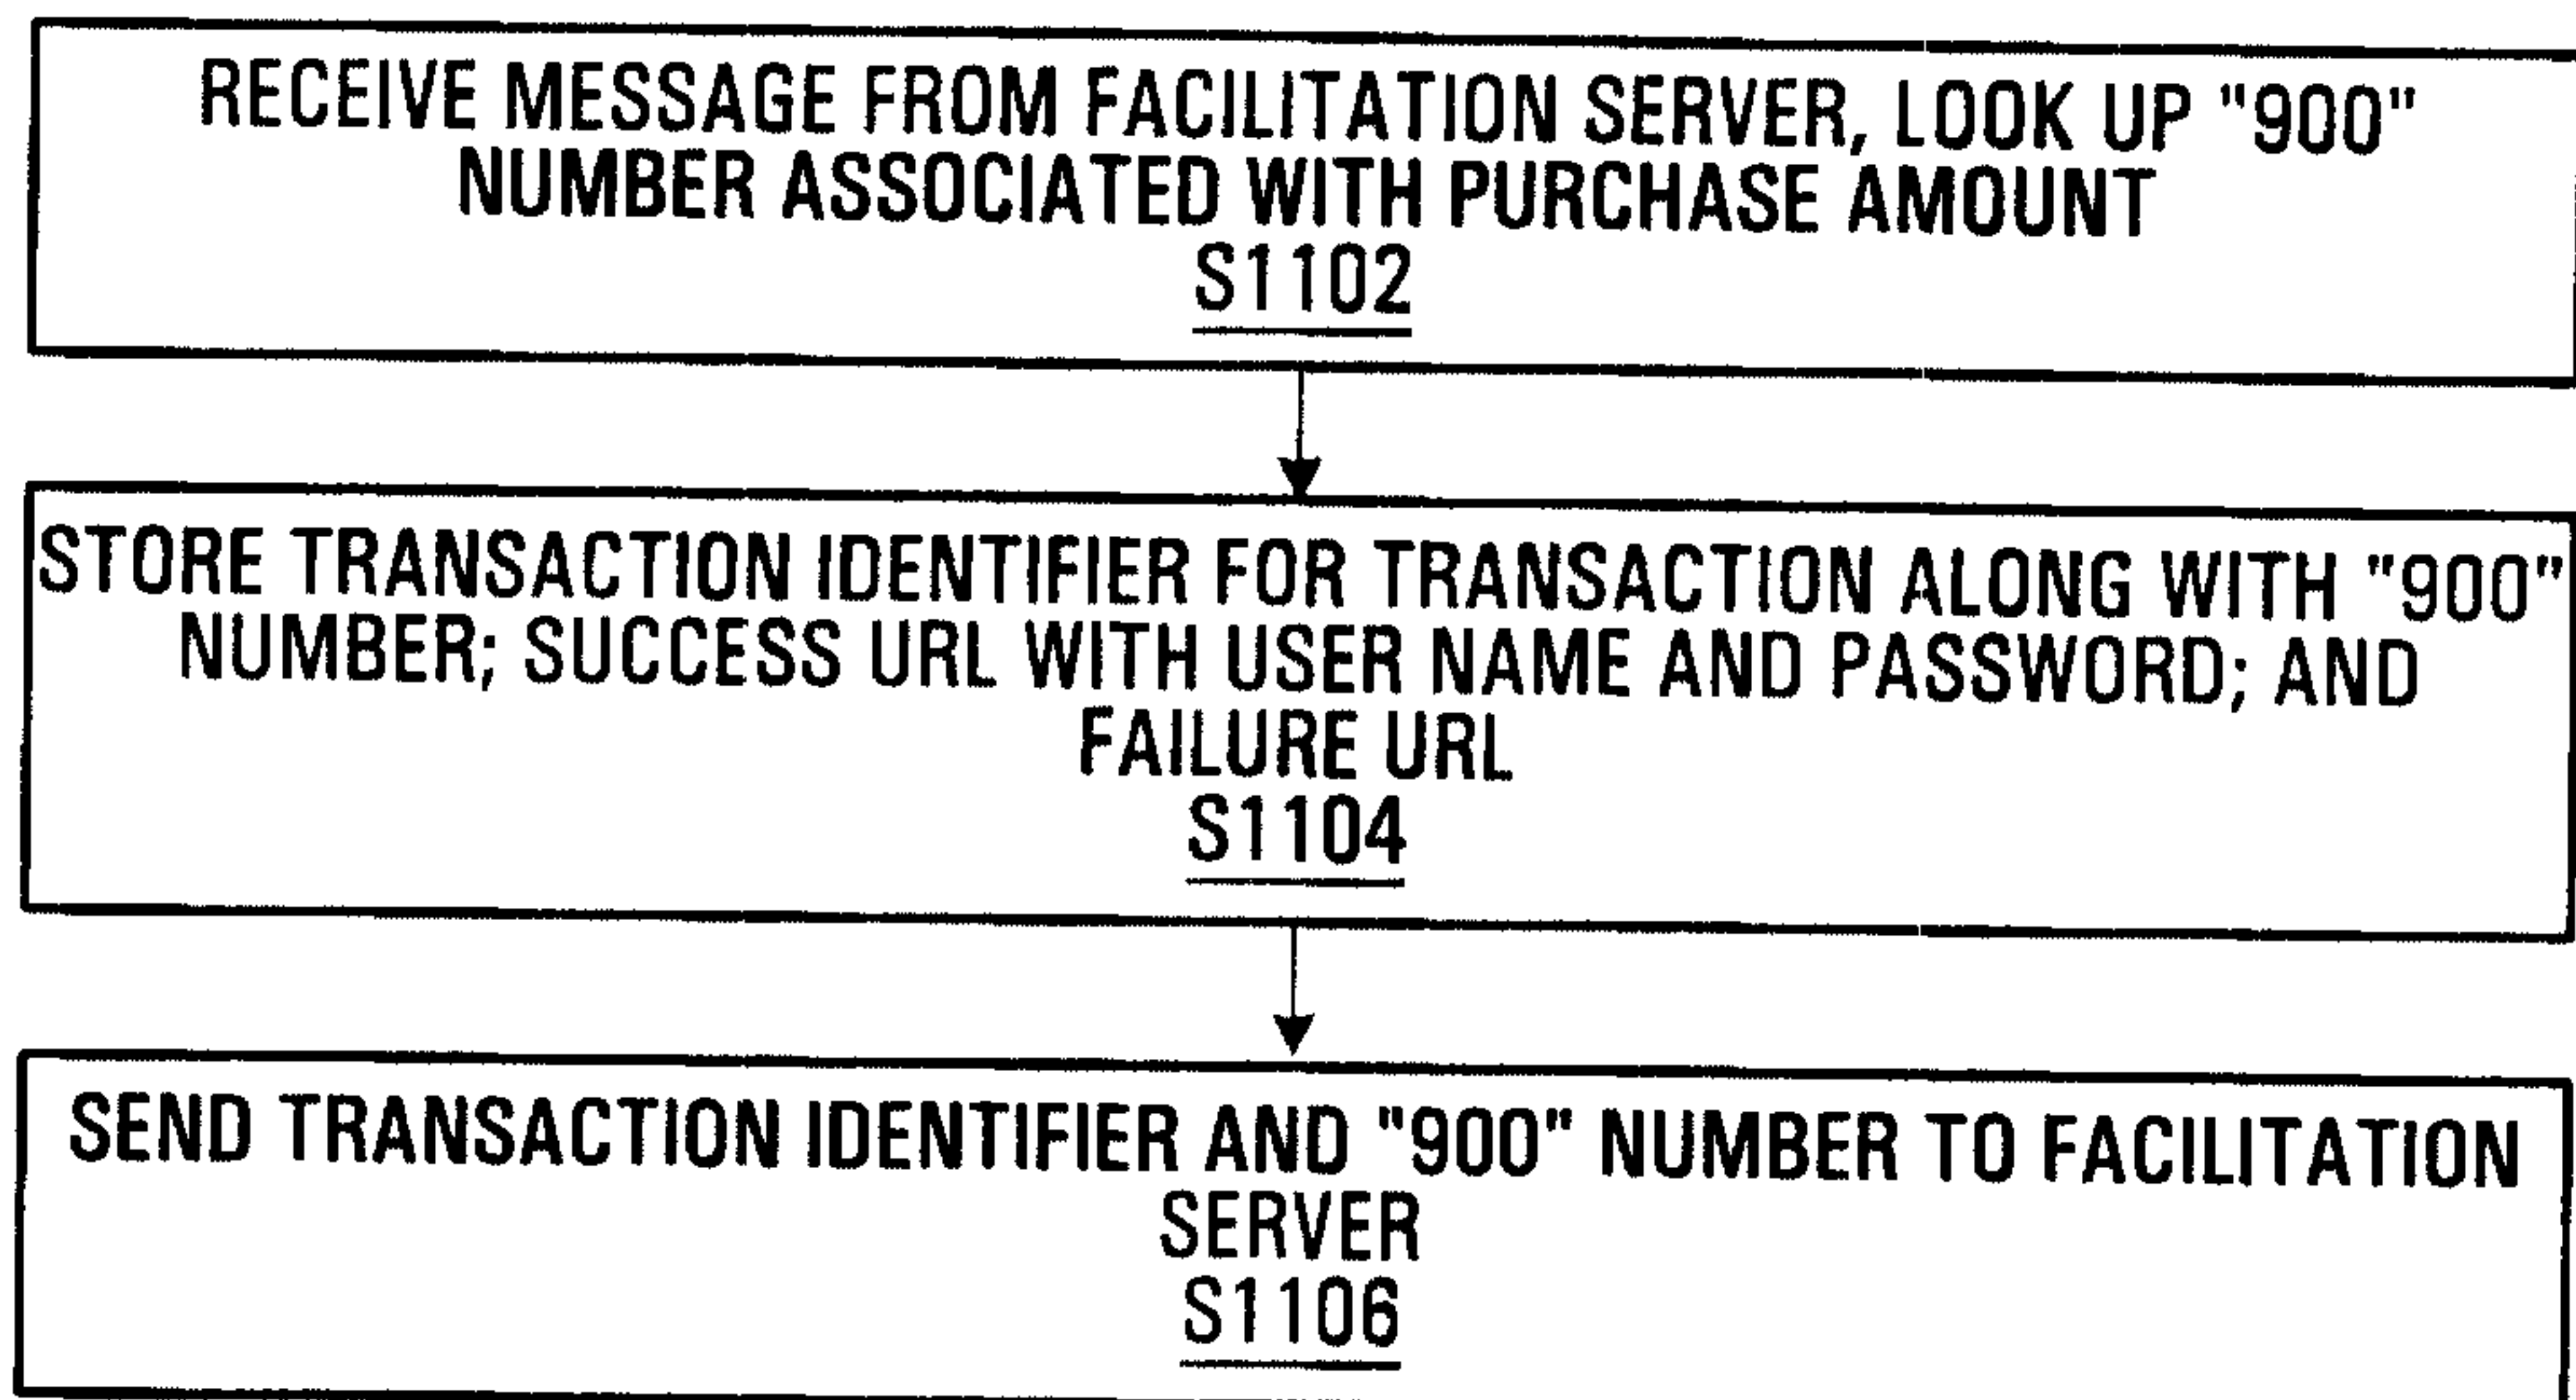 RECEIVE MESSAGE FROM FACILITATION SERVER, LOOK UP "900"
NUMBER ASSOCIATED WITH PURCHASE AMOUNT
S1102
STORE TRANSACTION IDENTIFIER FOR TRANSACTION ALONG WITH "900"
NUMBER; SUCCESS URL WITH USER NAME AND PASSWORD; AND
FAILURE URL
S1104
SEND TRANSACTION IDENTIFIER AND "900" NUMBER TO FACILITATION
SERVER
S1106